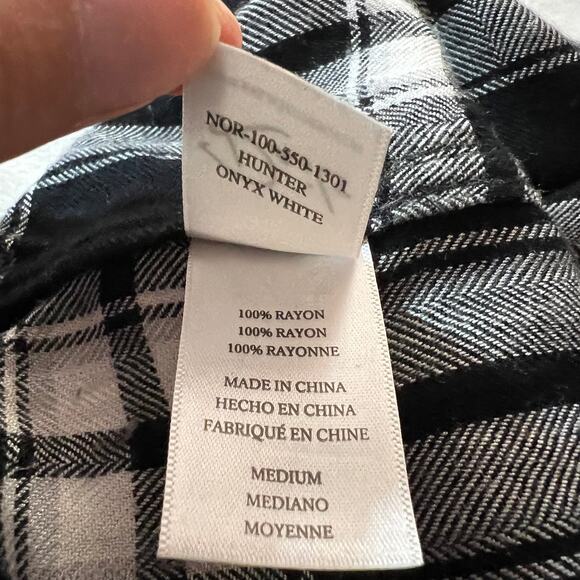 NOR-100-550-1301
HUNTER
ONYX WHITE
100% RAYON
100% RAYON
100% RAYONNE
MADE IN CHINA
HECHO EN CHINA
FABRIQUÉ EN CHINE
MEDIUM
MEDIANO
MOYENNE